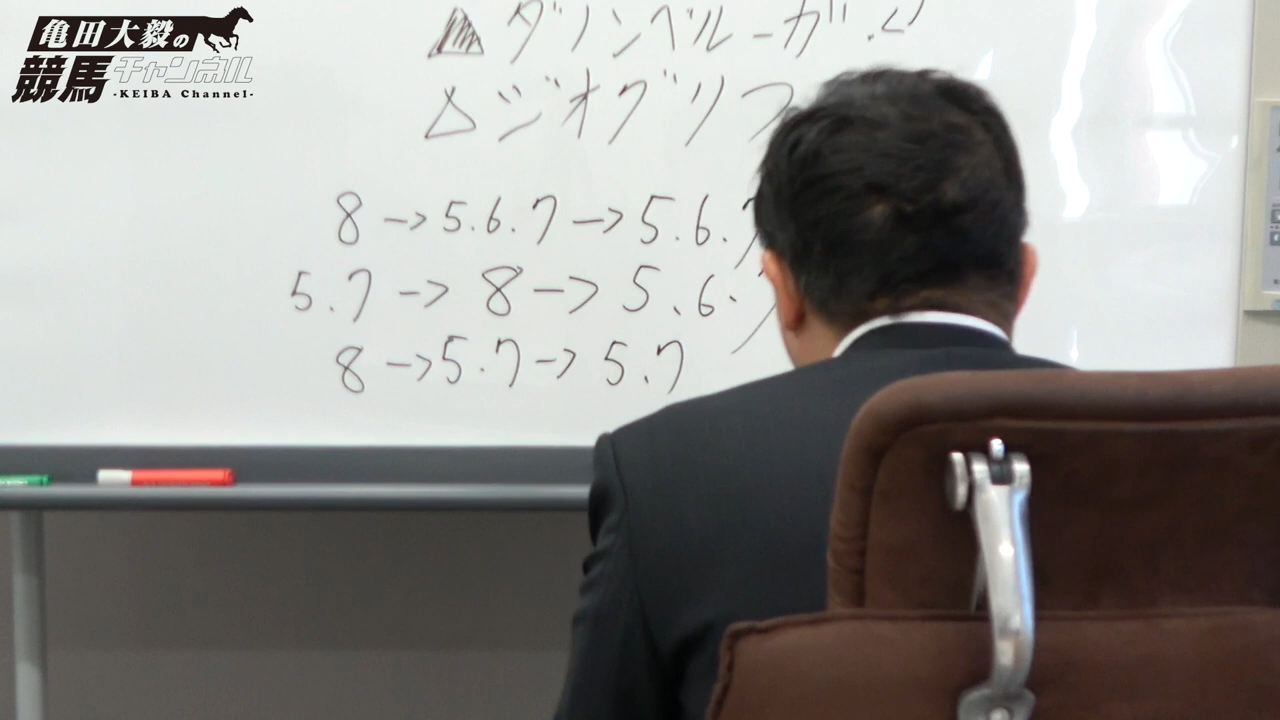 亀田大毅の
競馬チャンネル
-KEIBA Channel-
▲ ダノンベルーガ
△ ジオグリフ
8→5.6.7→5.6.7
5.7→8→5.6.7
8→5.7→5.7